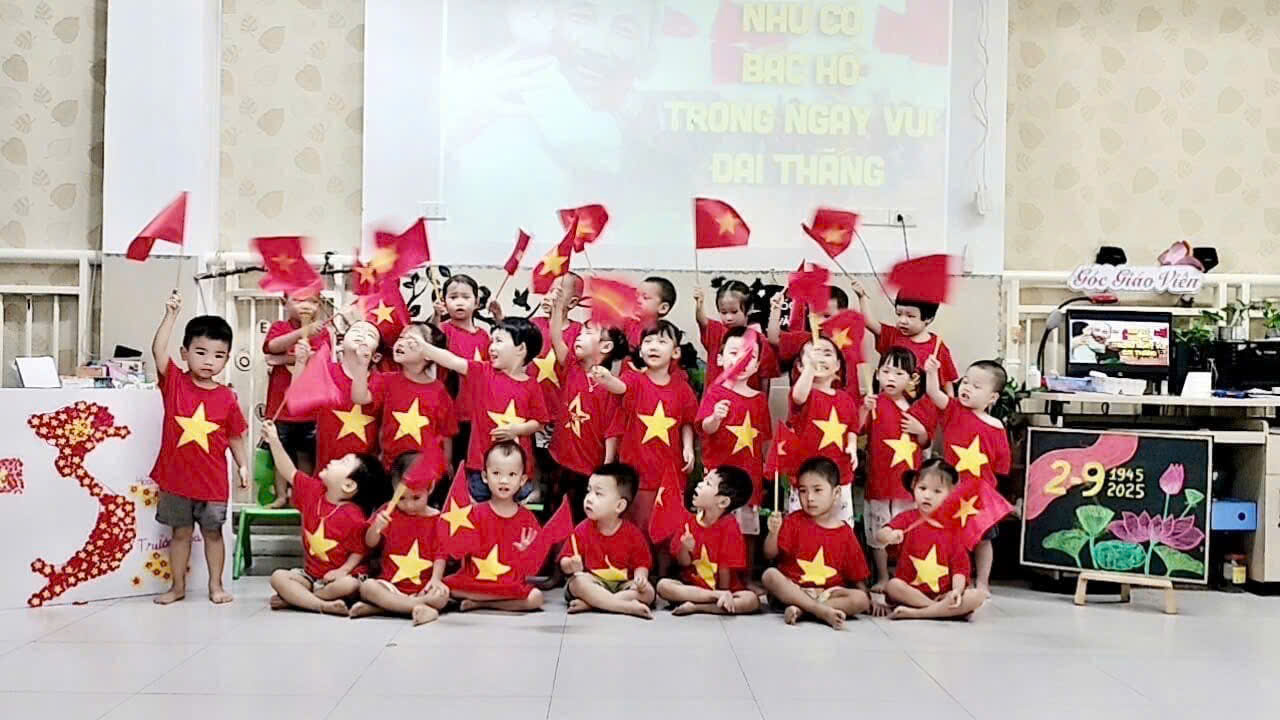 NHƯ CÓ
BÁC HỒ
TRONG NGÀY VUI
ĐẠI THẮNG
Góc Giáo Viên
2-9 1945
2025